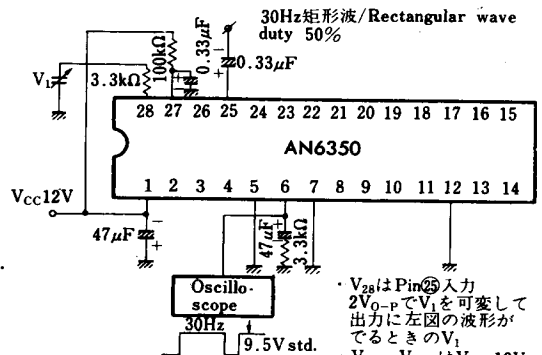 30Hz矩形波/Rectangular wave
duty 50%
100kΩ
0.33μF
0.33μF
V₁
3.3kΩ
28 27 26 25 24 23 22 21 20 19 18 17 16 15
AN6350
1 2 3 4 5 6 7 8 9 10 11 12 13 14
VCC12V
47μF
47μF
3.3kΩ
Oscillo-
scope
30Hz
9.5V std.
・V₂₈はPin㉕入力
2V₀₋PでV₁を可変して
出力に左図の波形が
でるときのV₁